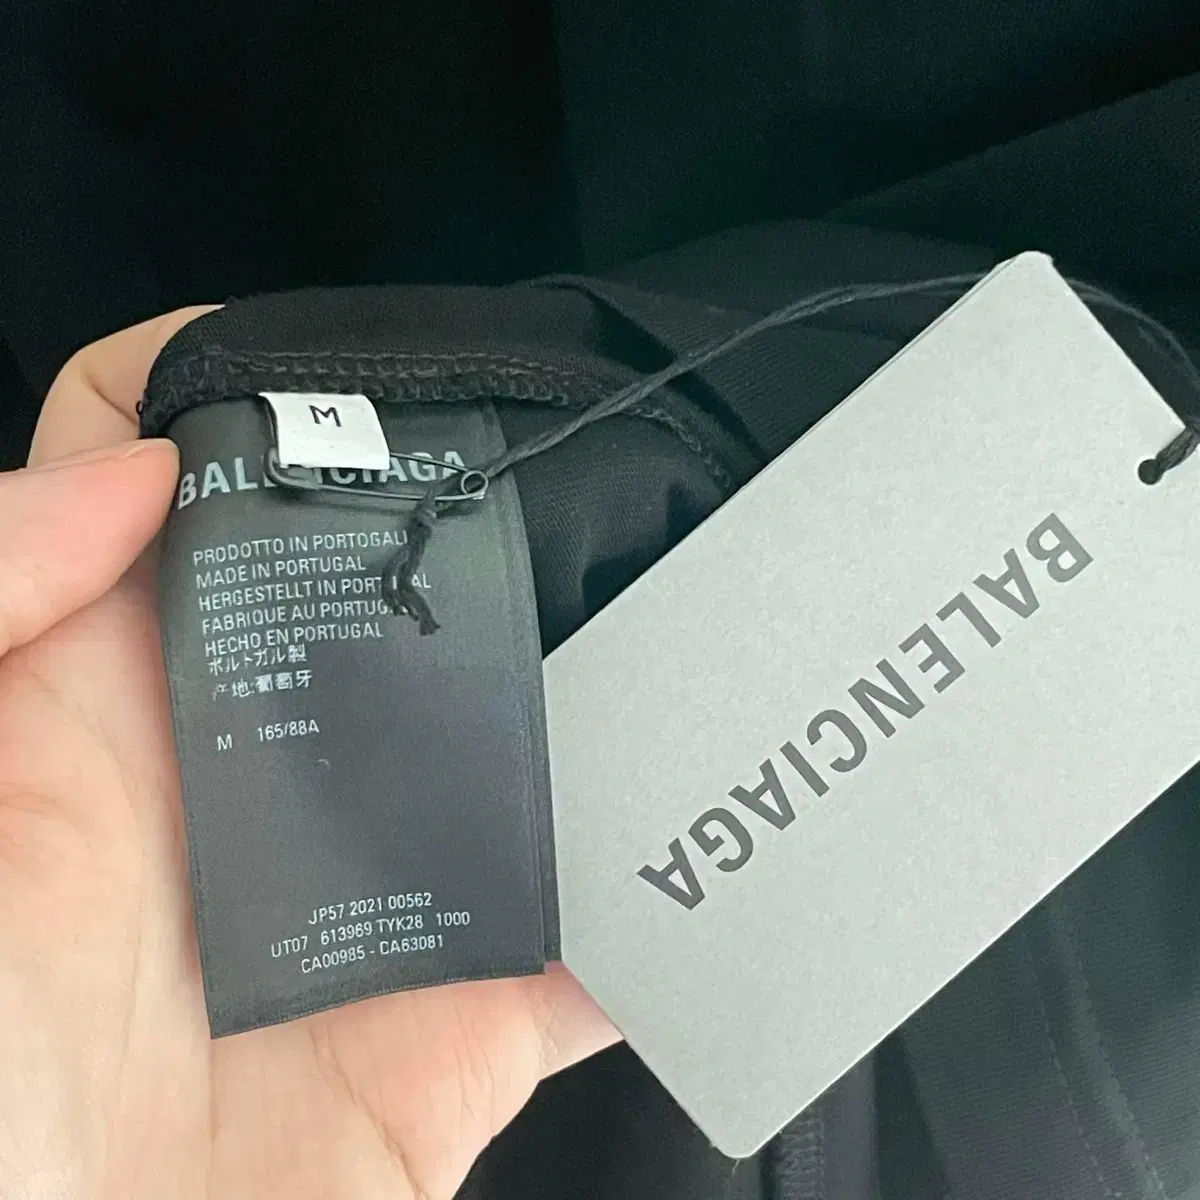 M
BALENCIAGA
PRODOTTO IN PORTOGALLO
MADE IN PORTUGAL
HERGESTELLT IN PORTUGAL
FABRIQUE AU PORTUGAL
HECHO EN PORTUGAL
ポルトガル製
产地:葡萄牙
M 165/88A
JP57 2021 00562
UT07 613969 TYK28 1000
CA00985 - CA63081
BALENCIAGA